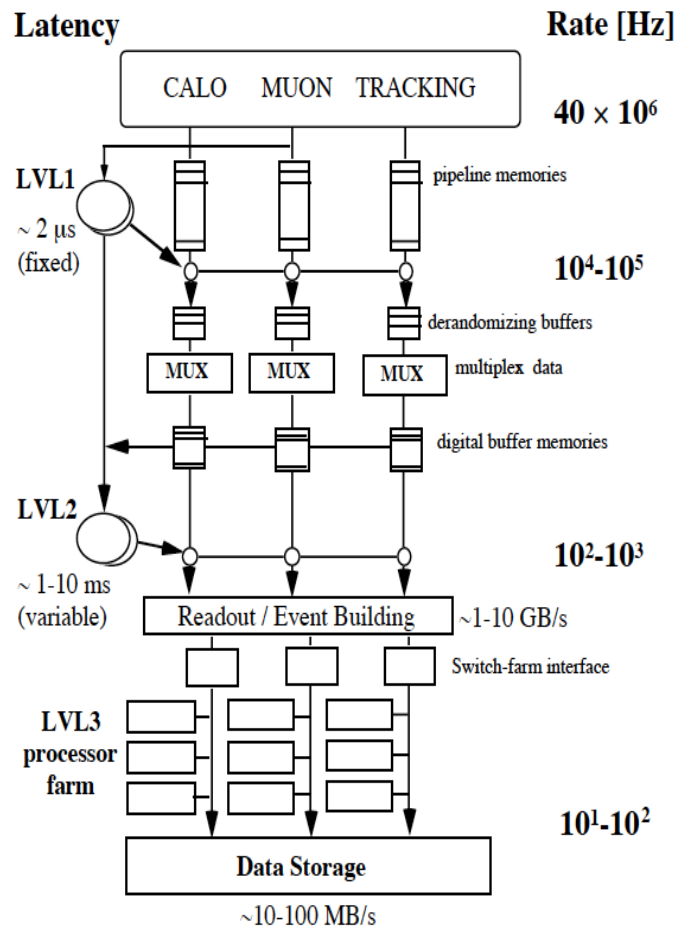 Latency
Rate [Hz]
CALO MUON TRACKING
40 × 10⁶
LVL1
pipeline memories
~ 2 μs
(fixed)
10⁴-10⁵
derandomizing buffers
MUX
MUX
MUX
multiplex data
digital buffer memories
LVL2
10²-10³
~ 1-10 ms
(variable)
Readout / Event Building
~1-10 GB/s
Switch-farm interface
LVL3
processor
farm
10¹-10²
Data Storage
~10-100 MB/s